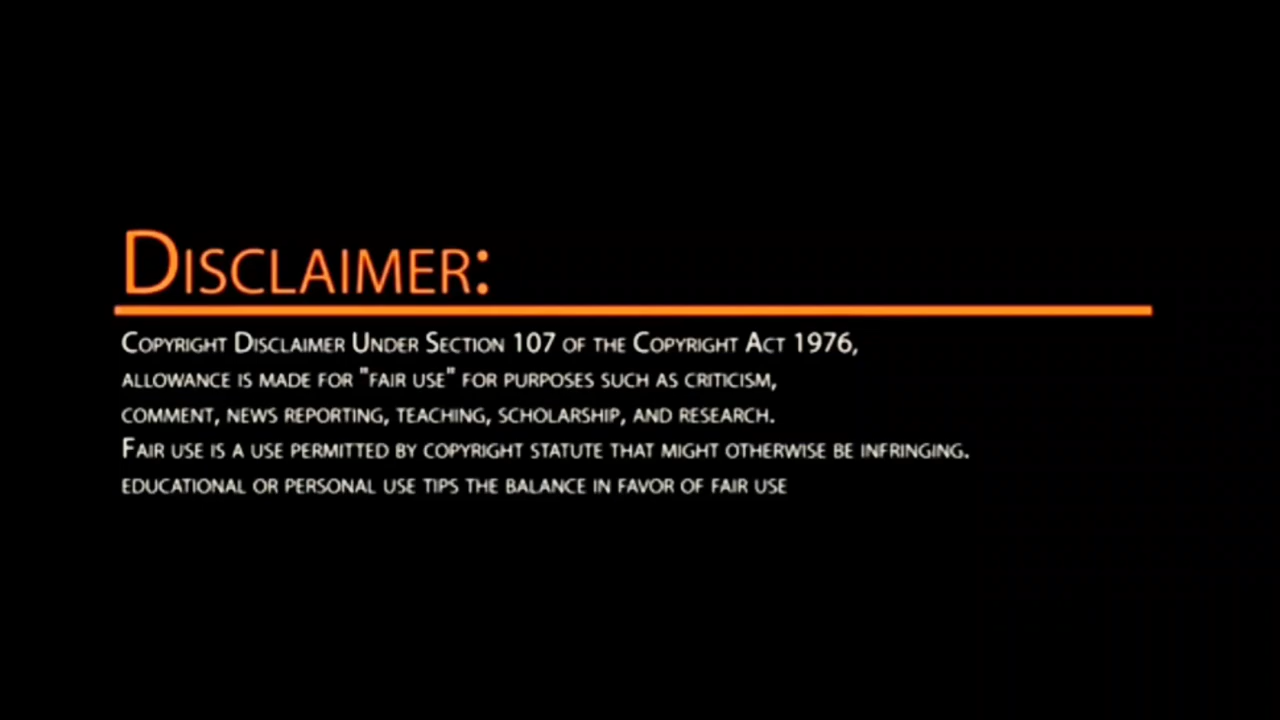 Disclaimer:
Copyright Disclaimer Under Section 107 of the Copyright Act 1976,
allowance is made for "fair use" for purposes such as criticism,
comment, news reporting, teaching, scholarship, and research.
Fair use is a use permitted by copyright statute that might otherwise be infringing.
educational or personal use tips the balance in favor of fair use